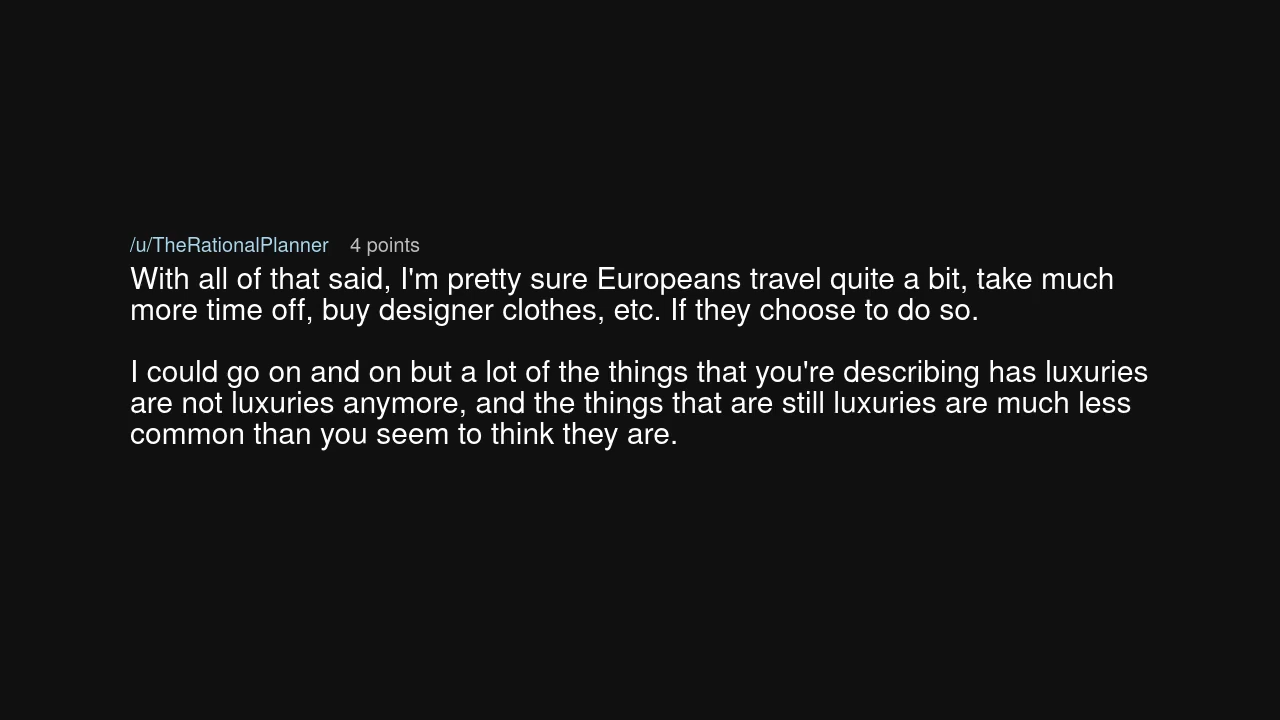 /u/TheRationalPlanner 4 points
With all of that said, I'm pretty sure Europeans travel quite a bit, take much
more time off, buy designer clothes, etc. If they choose to do so.
I could go on and on but a lot of the things that you're describing has luxuries
are not luxuries anymore, and the things that are still luxuries are much less
common than you seem to think they are.